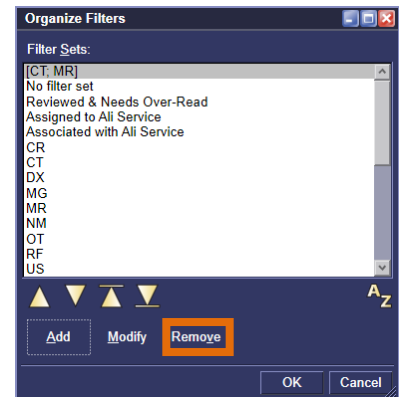 Organize Filters
Filter Sets:
[CT; MR]
No filter set
Reviewed & Needs Over-Read
Assigned to Ali Service
Associated with Ali Service
CR
CT
DX
MG
MR
NM
OT
RF
US
AZ
Add Modify Remove
OK Cancel